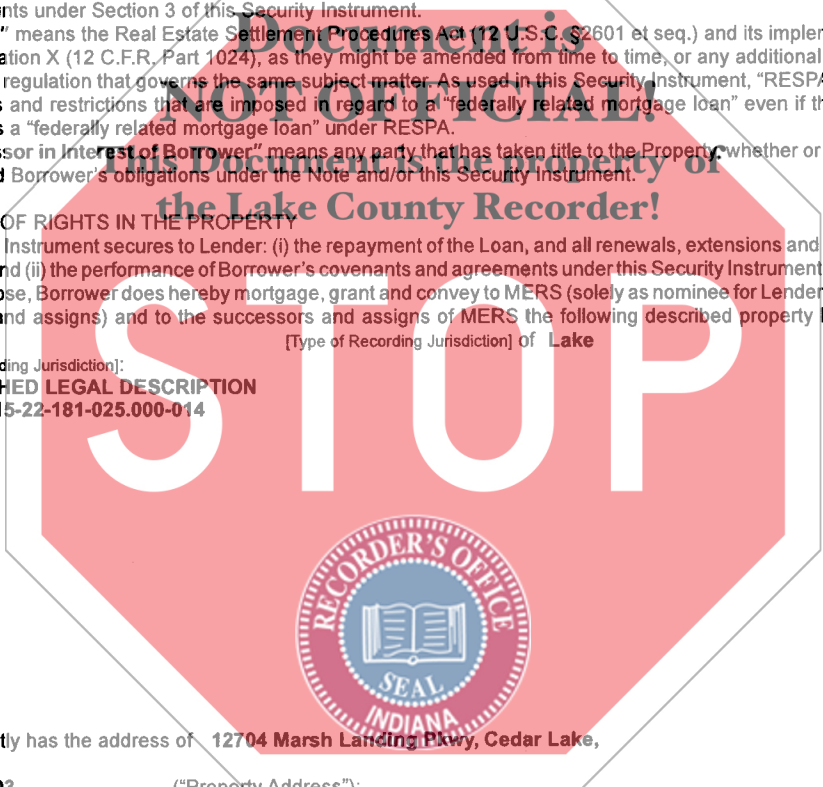 nts under Section 3 of this Security Instrument.
" means the Real Estate Settlement Procedures Act (12 U.S.C. §2601 et seq.) and its imple
ation X (12 C.F.R. Part 1024), as they might be amended from time to time, or any additional
regulation that governs the same subject matter. As used in this Security Instrument, "RESPA
s and restrictions that are imposed in regard to a "federally related mortgage loan" even if th
s a "federally related mortgage loan" under RESPA.
ssor in Interest of Borrower" means any party that has taken title to the Property, whether or
d Borrower's obligations under the Note and/or this Security Instrument.
Document is
NOT OFFICIAL!
This Document is the property of
the Lake County Recorder!
OF RIGHTS IN THE PROPERTY
Instrument secures to Lender: (i) the repayment of the Loan, and all renewals, extensions and
nd (ii) the performance of Borrower's covenants and agreements under this Security Instrument
ose, Borrower does hereby mortgage, grant and convey to MERS (solely as nominee for Lender
and assigns) and to the successors and assigns of MERS the following described property
[Type of Recording Jurisdiction] of Lake
ding Jurisdiction]:
HED LEGAL DESCRIPTION
5-22-181-025.000-014
STOP
RECORDER'S OFFICE
SEAL
INDIANA
tly has the address of 12704 Marsh Landing Pkwy, Cedar Lake,
("Property Address"):